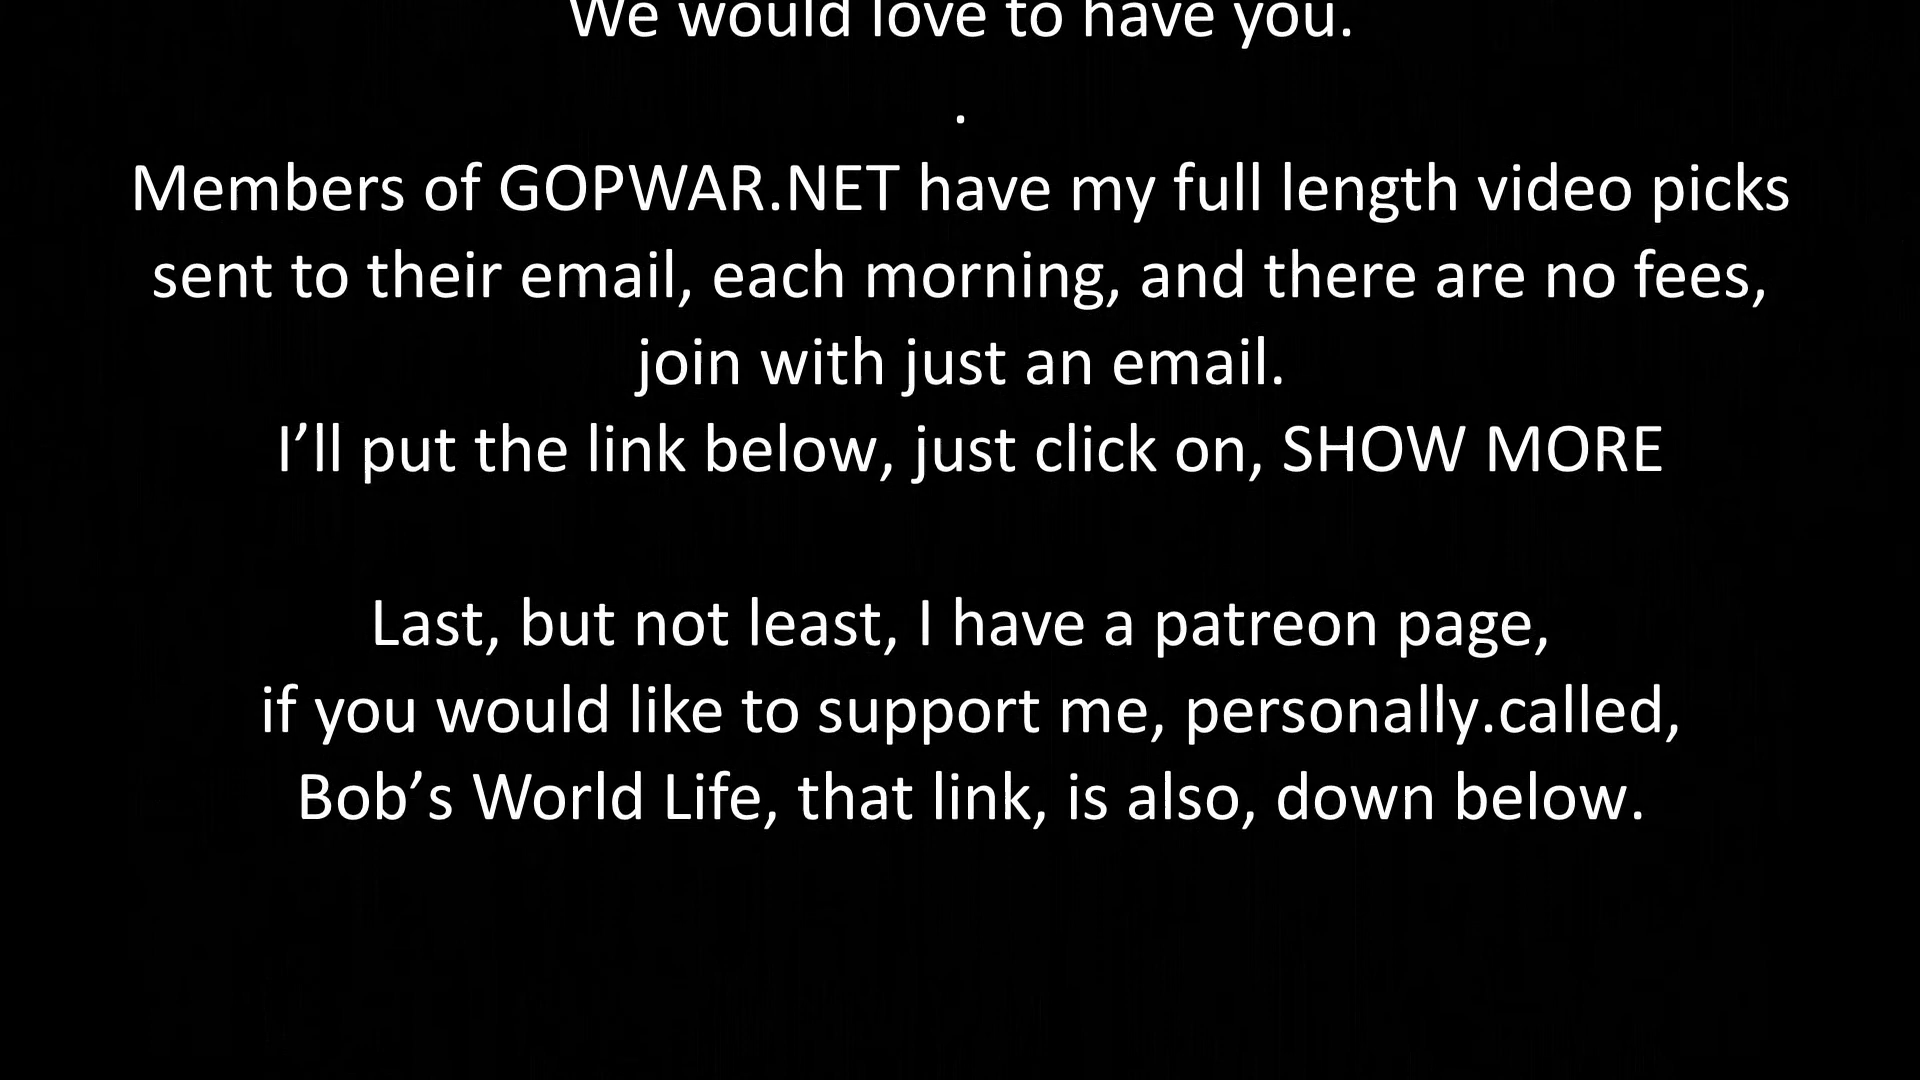 We would love to have you.
.
Members of GOPWAR.NET have my full length video picks
sent to their email, each morning, and there are no fees,
join with just an email.
I’ll put the link below, just click on, SHOW MORE
Last, but not least, I have a patreon page,
if you would like to support me, personally.called,
Bob’s World Life, that link, is also, down below.